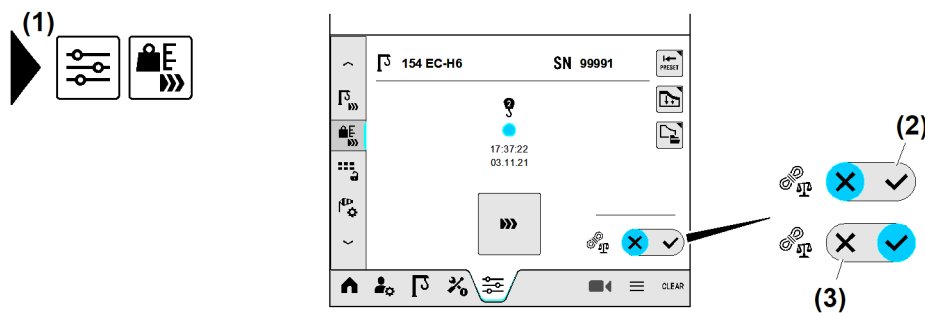 (1)
E
154 EC-H6
SN 99991
PRESET
E
17:37:22
03.11.21
(2)
(3)
CLEAR